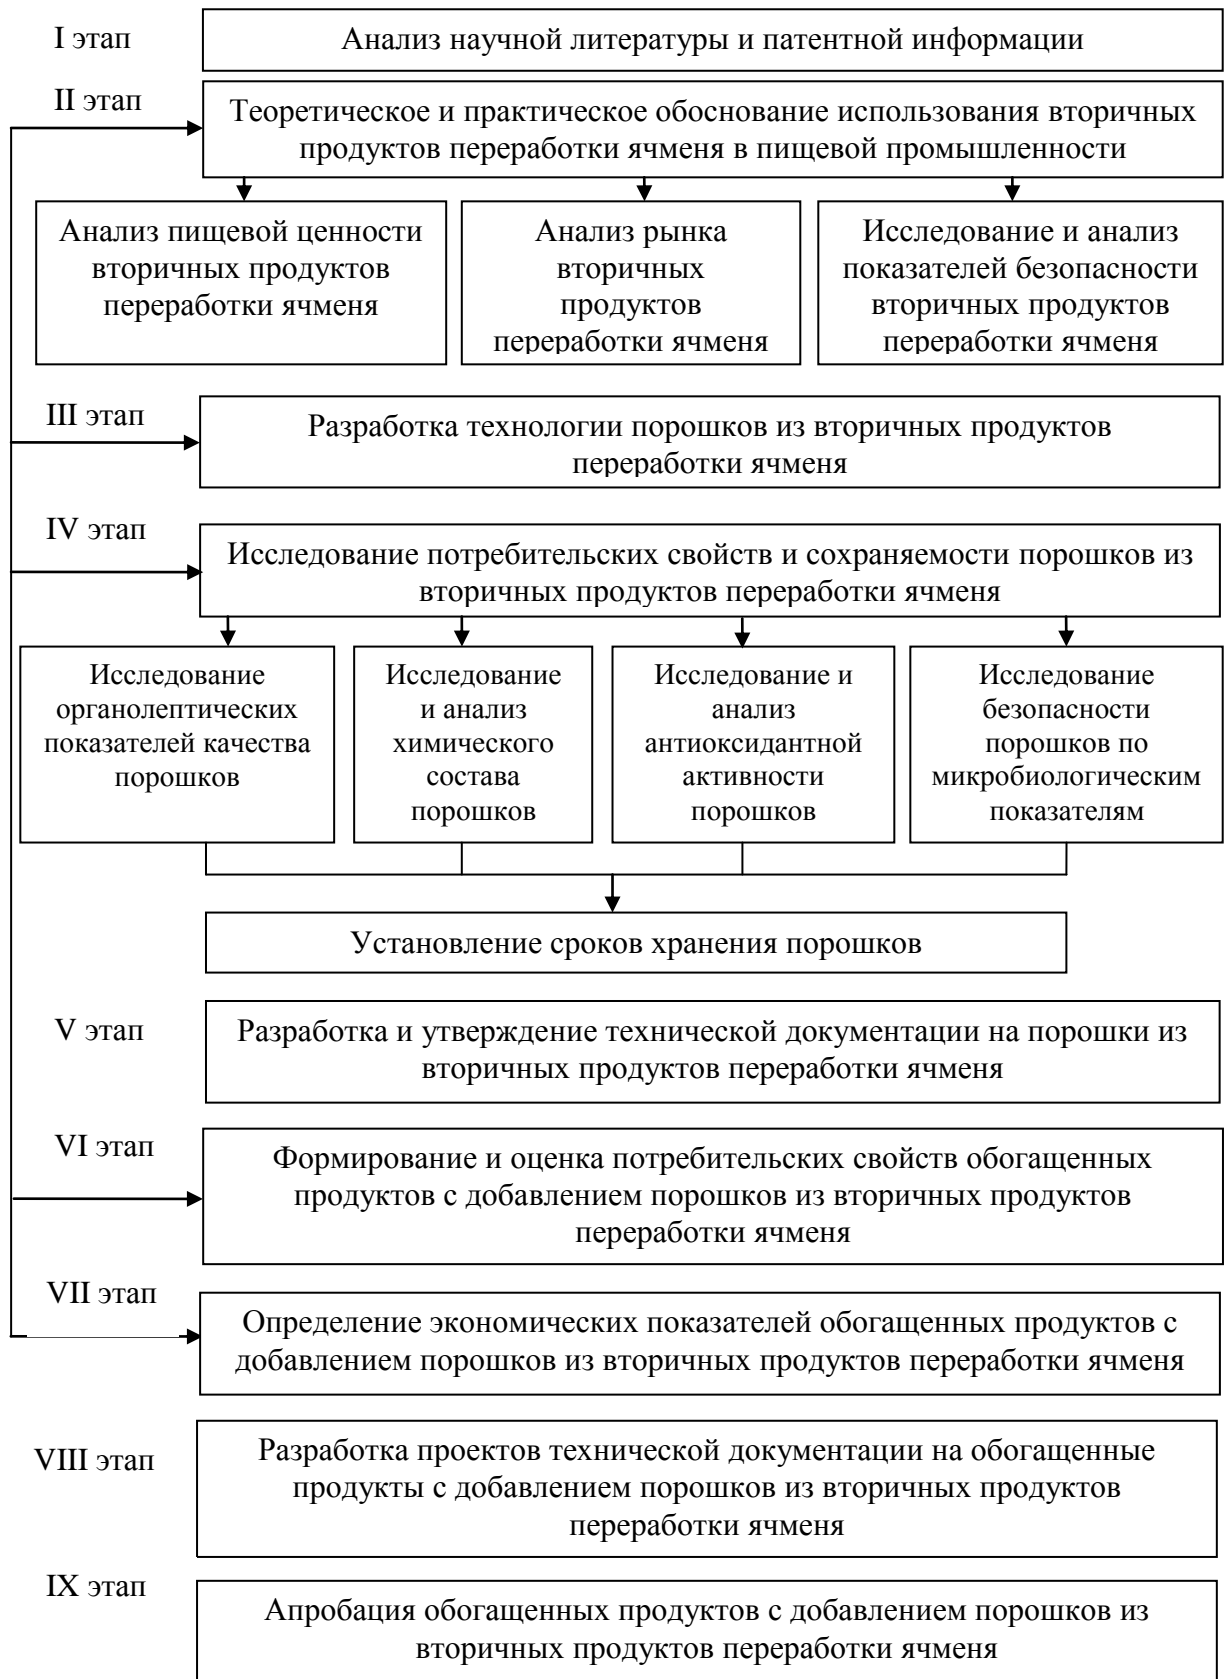 I этап
Анализ научной литературы и патентной информации
II этап
Теоретическое и практическое обоснование использования вторичных
продуктов переработки ячменя в пищевой промышленности
Анализ пищевой ценности
вторичных продуктов
переработки ячменя
Анализ рынка
вторичных
продуктов
переработки ячменя
Исследование и анализ
показателей безопасности
вторичных продуктов
переработки ячменя
III этап
Разработка технологии порошков из вторичных продуктов
переработки ячменя
IV этап
Исследование потребительских свойств и сохраняемости порошков из
вторичных продуктов переработки ячменя
Исследование
органолептических
показателей качества
порошков
Исследование
и анализ
химического
состава
порошков
Исследование и
анализ
антиоксидантной
активности
порошков
Исследование
безопасности
порошков по
микробиологическим
показателям
Установление сроков хранения порошков
V этап
Разработка и утверждение технической документации на порошки из
вторичных продуктов переработки ячменя
VI этап
Формирование и оценка потребительских свойств обогащенных
продуктов с добавлением порошков из вторичных продуктов
переработки ячменя
VII этап
Определение экономических показателей обогащенных продуктов с
добавлением порошков из вторичных продуктов переработки ячменя
VIII этап
Разработка проектов технической документации на обогащенные
продукты с добавлением порошков из вторичных продуктов
переработки ячменя
IX этап
Апробация обогащенных продуктов с добавлением порошков из
вторичных продуктов переработки ячменя